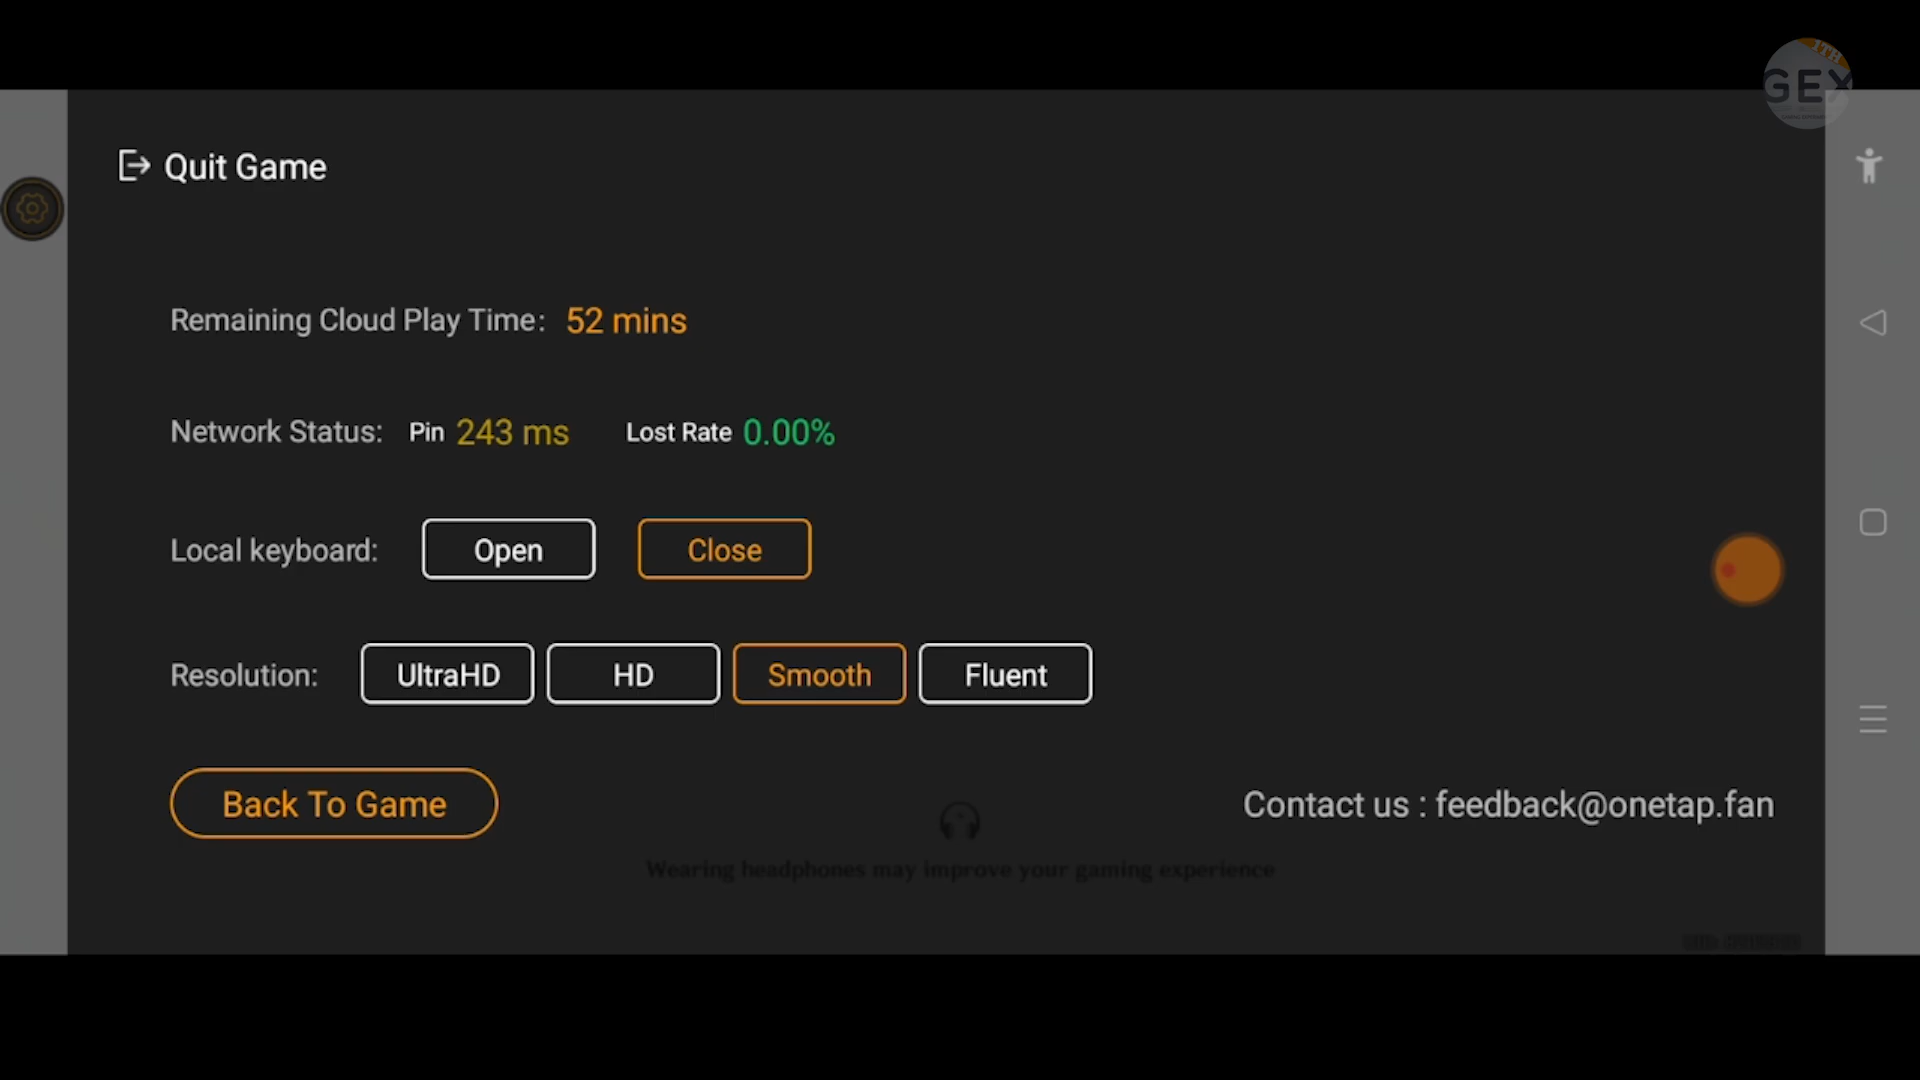 GEX
Quit Game
Remaining Cloud Play Time: 52 mins
Network Status: Pin 243 ms Lost Rate 0.00%
Local keyboard: Open Close
Resolution: UltraHD HD Smooth Fluent
Back To Game
Contact us : feedback@onetap.fan
Wearing headphones may improve your gaming experience